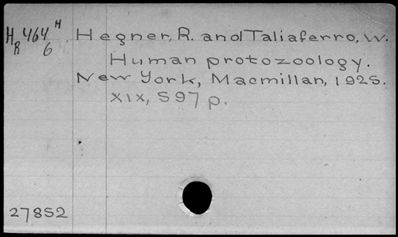 H R 464 H 6
Hegner, R. and Taliaferro, W.
Human protozoology.
New York, Macmillan, 1925.
xix, 597 p.
27852